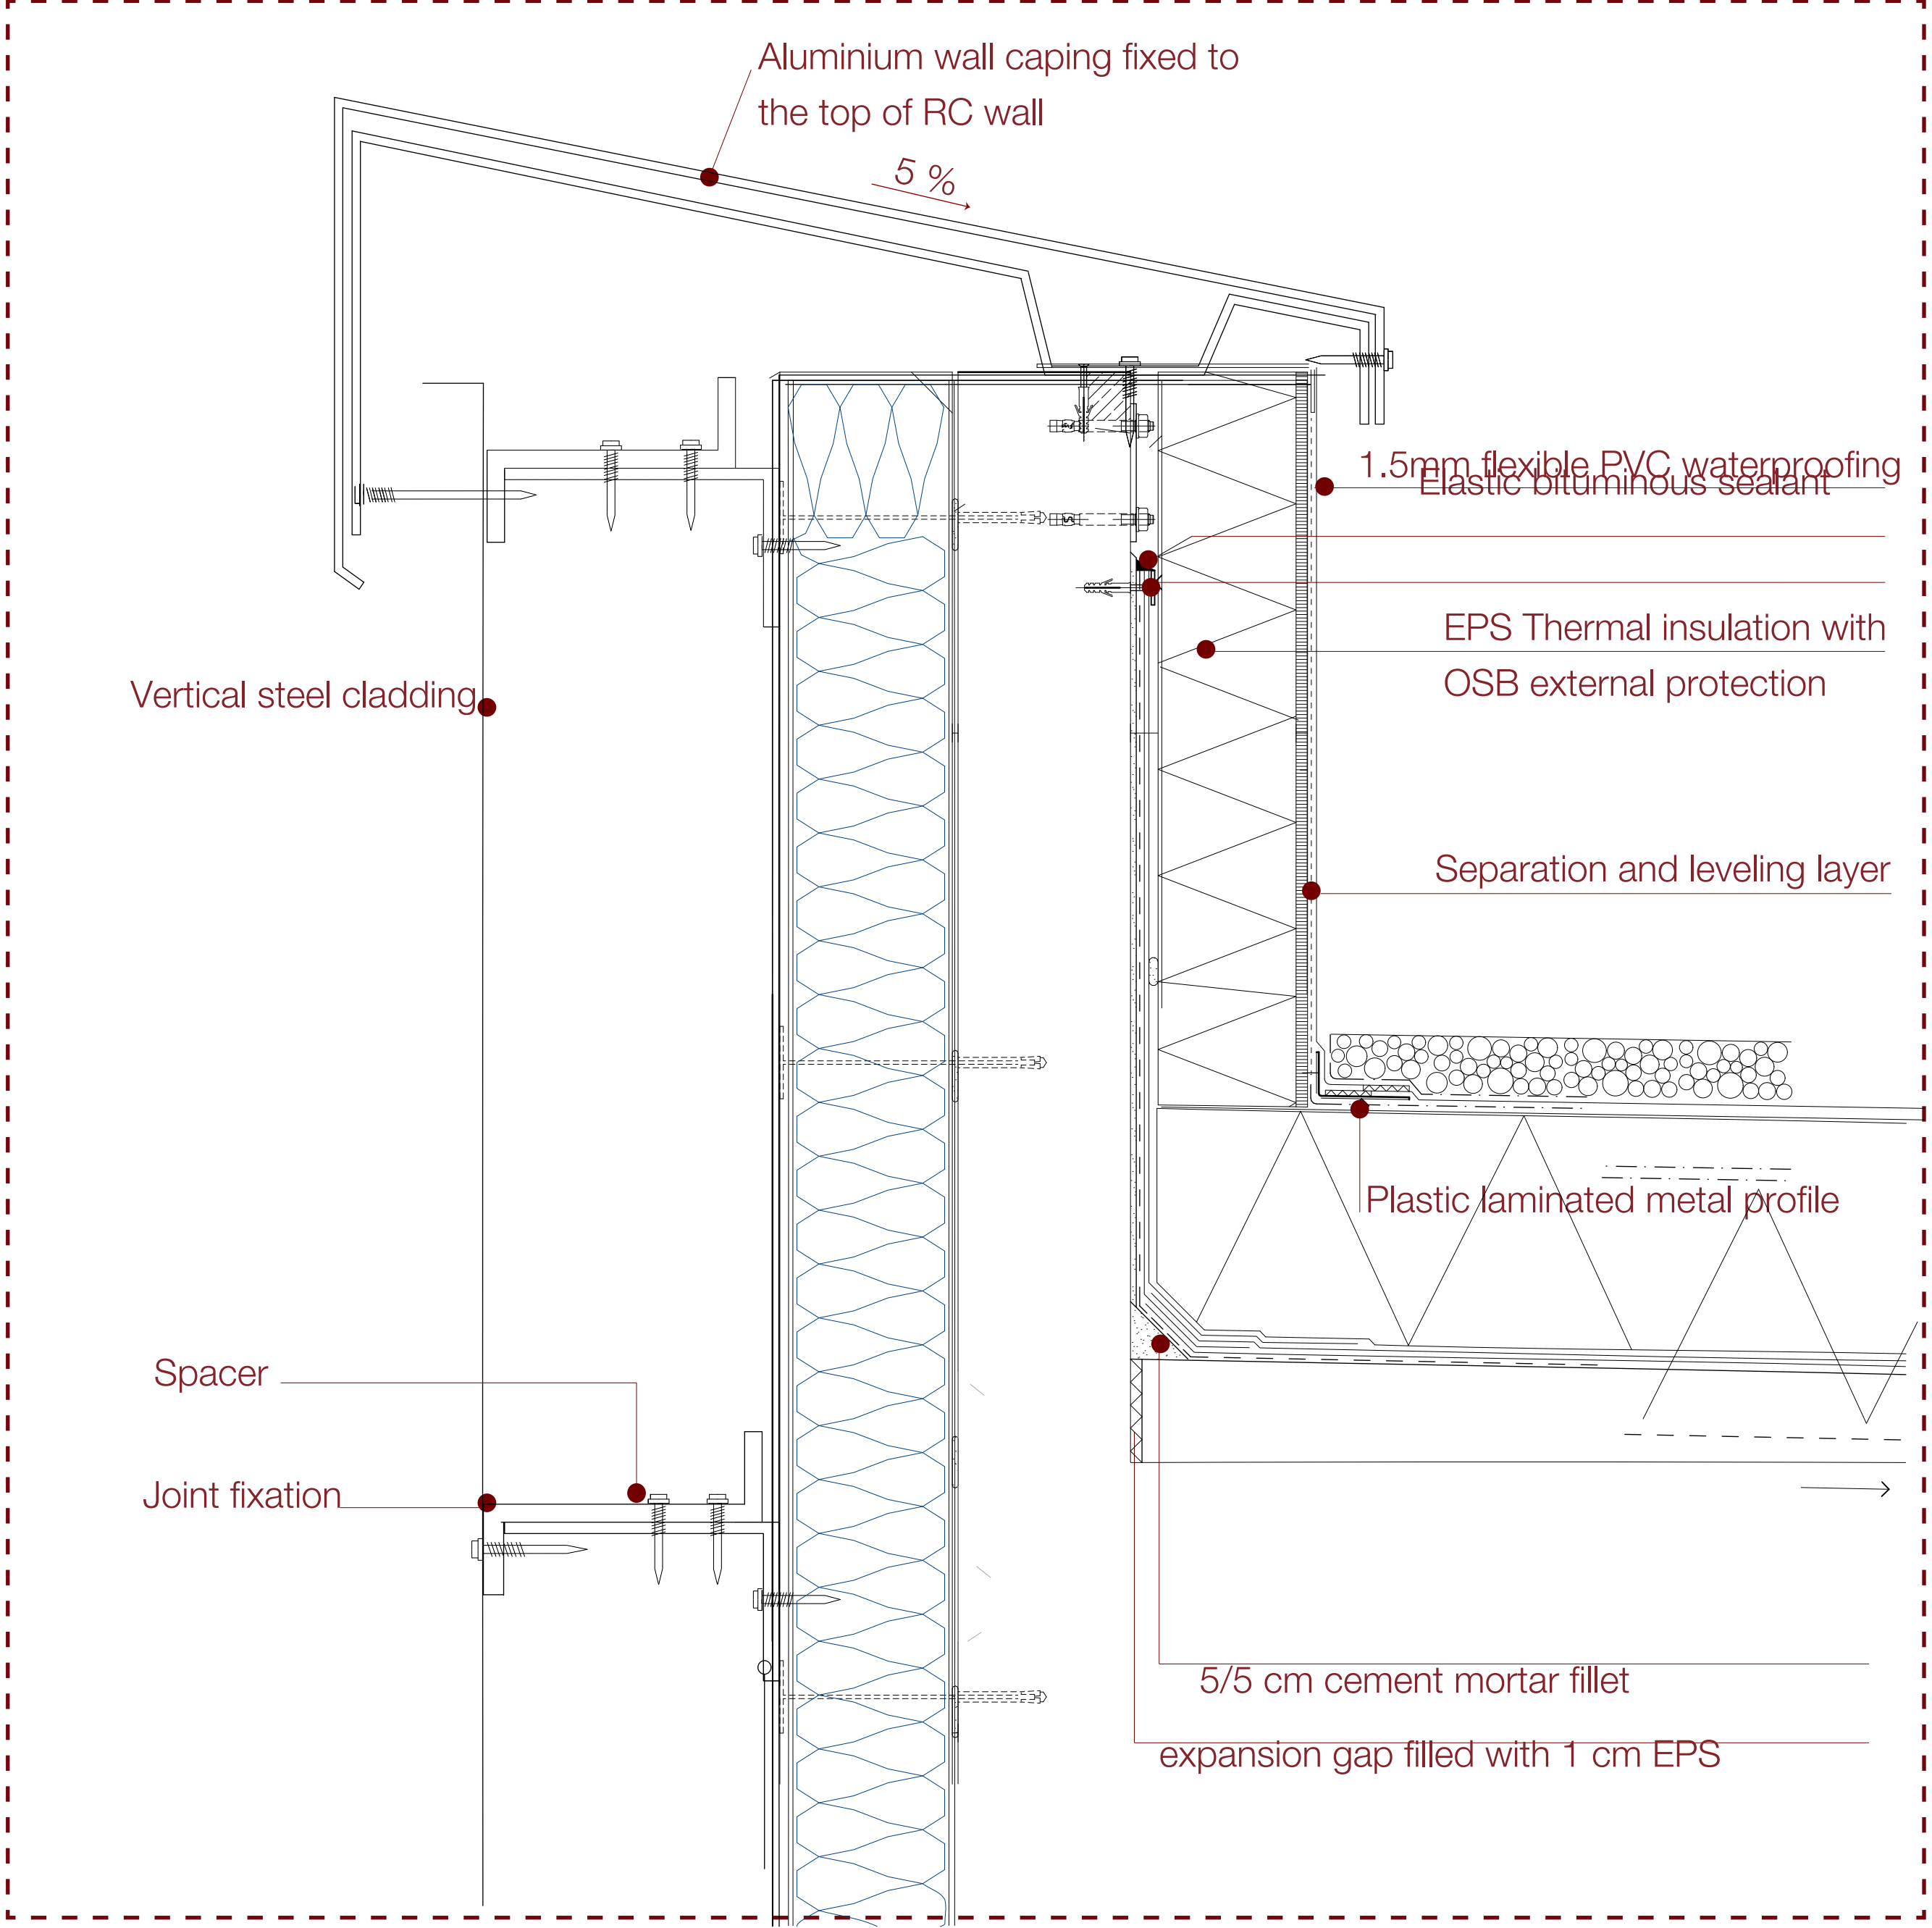 Aluminium wall caping fixed to
the top of RC wall
5 %
1.5mm flexible PVC waterproofing
Elastic bituminous sealant
EPS Thermal insulation with
OSB external protection
Vertical steel cladding
Separation and leveling layer
Plastic laminated metal profile
Spacer
Joint fixation
5/5 cm cement mortar fillet
expansion gap filled with 1 cm EPS